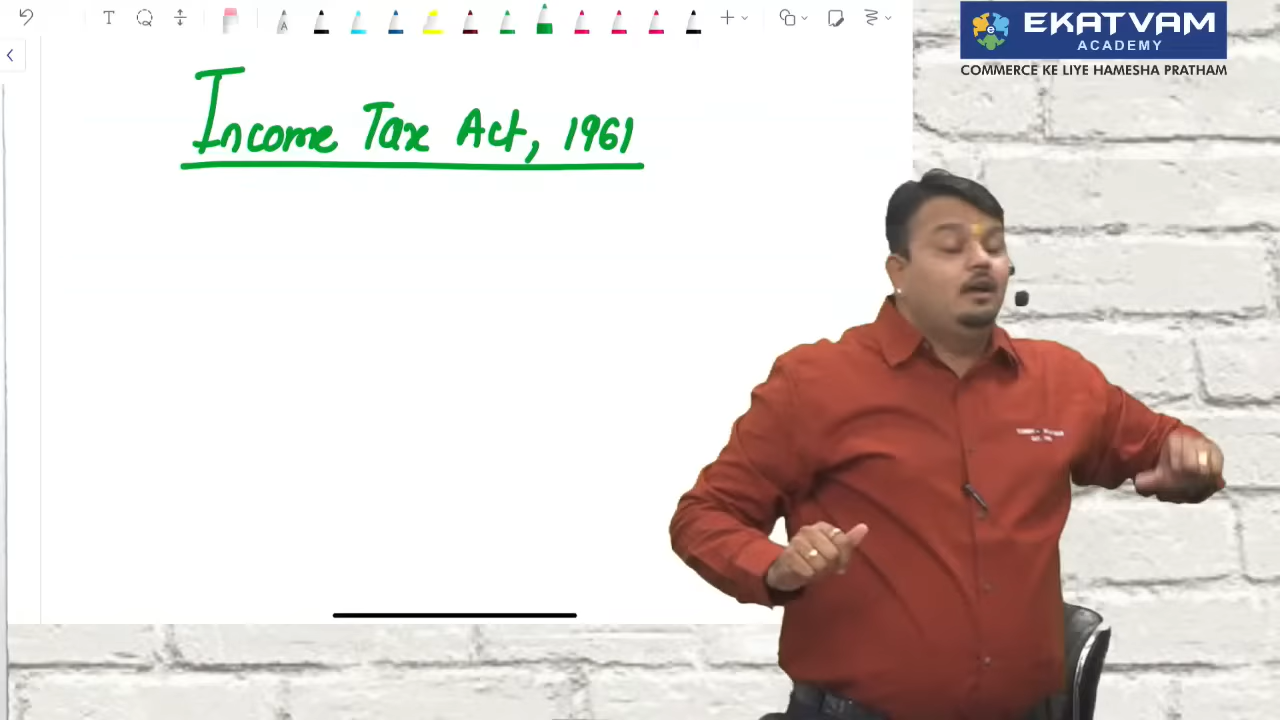 EKATVAM
ACADEMY
COMMERCE KE LIYE HAMESHA PRATHAM
Income Tax Act, 1961